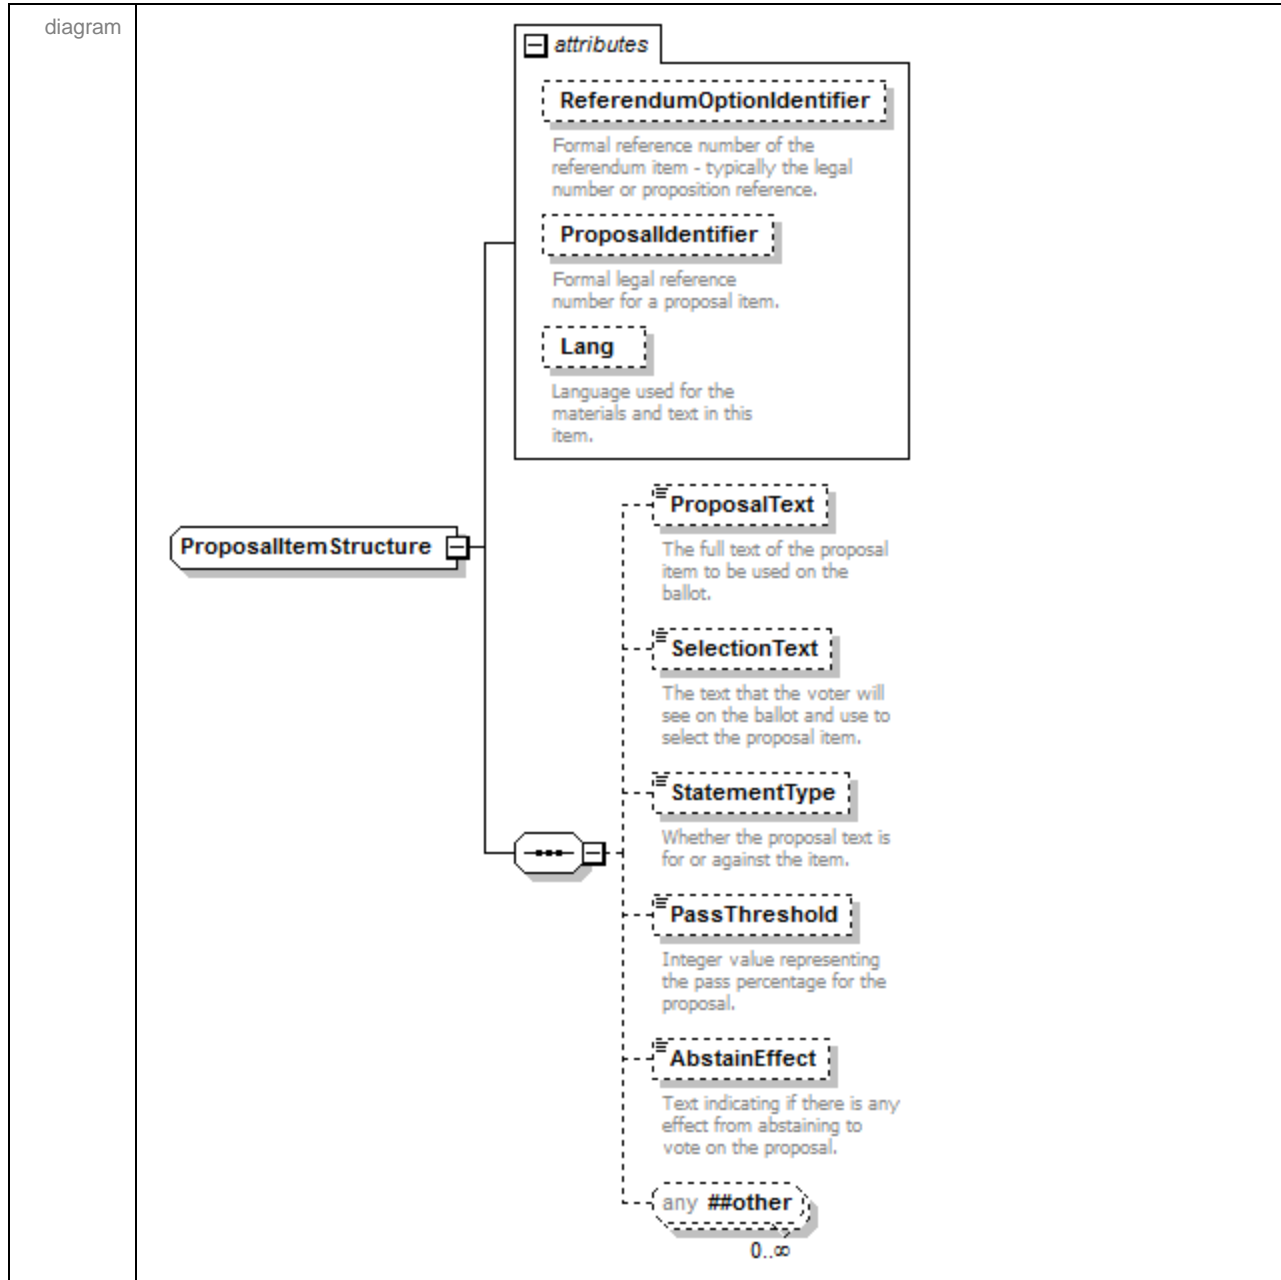 diagram
attributes
ReferendumOptionIdentifier
Formal reference number of the
referendum item - typically the legal
number or proposition reference.
ProposalIdentifier
Formal legal reference
number for a proposal item.
Lang
Language used for the
materials and text in this
item.
ProposalItemStructure
ProposalText
The full text of the proposal
item to be used on the
ballot.
SelectionText
The text that the voter will
see on the ballot and use to
select the proposal item.
StatementType
Whether the proposal text is
for or against the item.
PassThreshold
Integer value representing
the pass percentage for the
proposal.
AbstainEffect
Text indicating if there is any
effect from abstaining to
vote on the proposal.
any ##other
0..∞